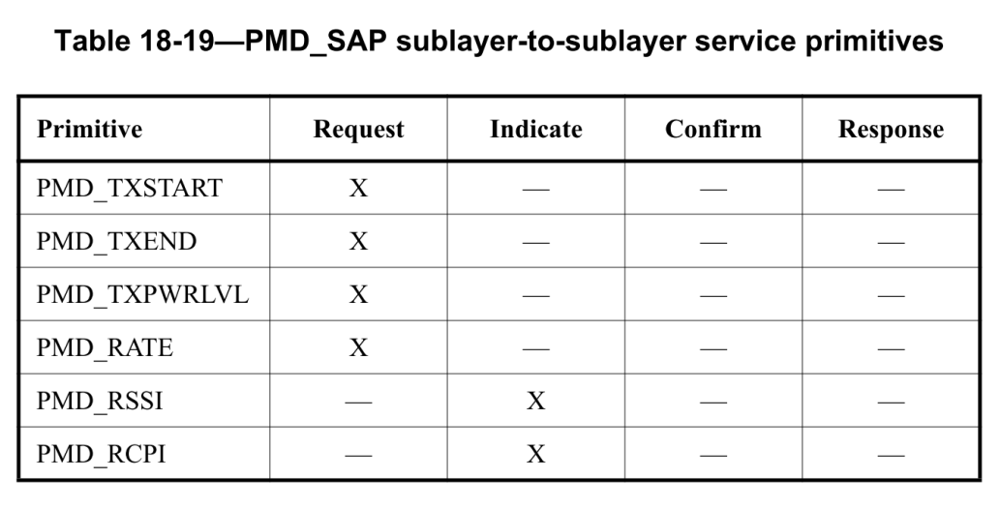 Table 18-19—PMD_SAP sublayer-to-sublayer service primitives
Primitive Request Indicate Confirm Response
PMD_TXSTART X — — —
PMD_TXEND X — — —
PMD_TXPWRLVL X — — —
PMD_RATE X — — —
PMD_RSSI — X — —
PMD_RCPI — X — —